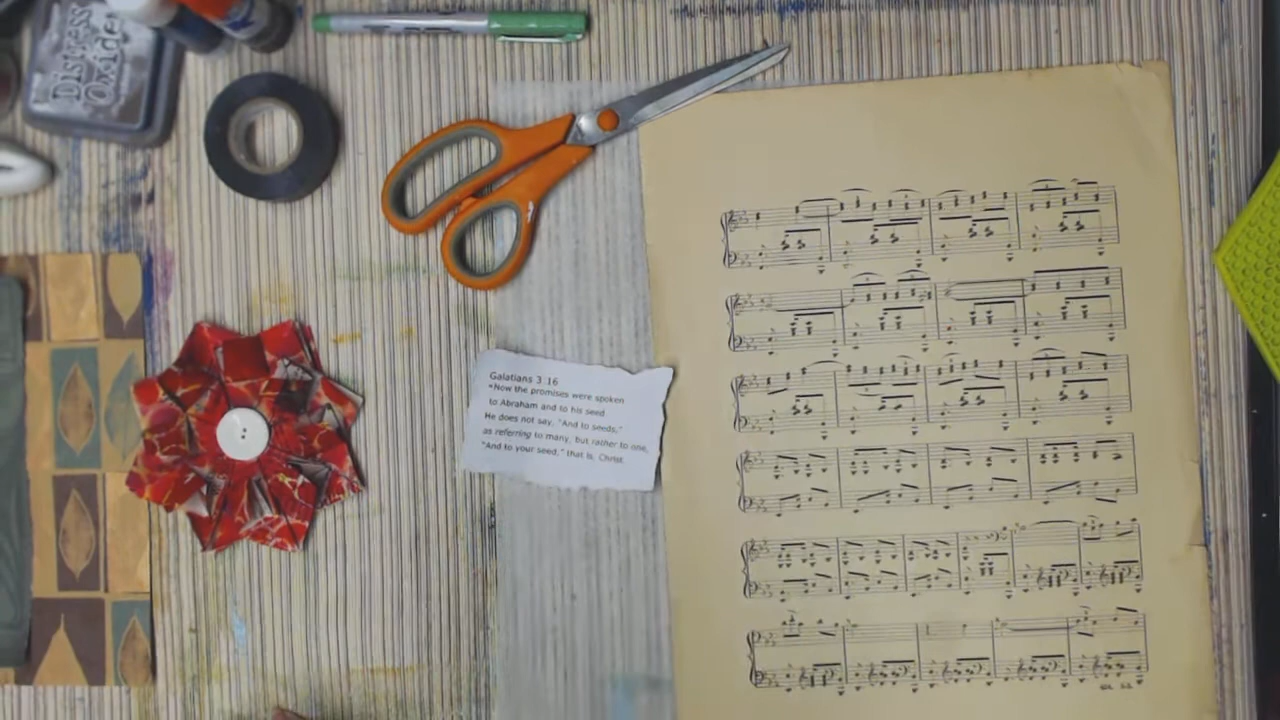 Distress
Oxide
Galatians 3:16
"Now the promises were spoken
to Abraham and to his seed
He does not say, "And to seeds,"
as referring to many, but rather to one,
"And to your seed," that is, Christ.